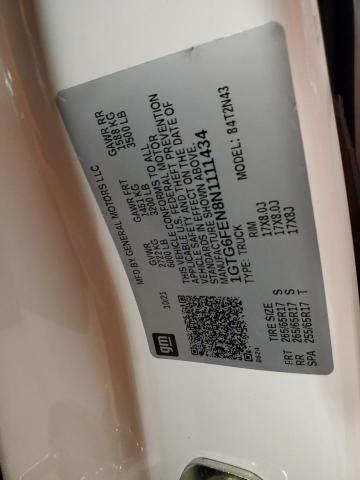 gm
MFD BY GENERAL MOTORS LLC
10/21
GVWR GAWR FRT GAWR RR
2722 KG 1451 KG 1588 KG
6000 LB 3200 LB 3500 LB
THIS VEHICLE CONFORMS TO ALL
APPLICABLE U.S. FEDERAL MOTOR
VEHICLE SAFETY AND THEFT PREVENTION
STANDARDS IN EFFECT ON THE DATE OF
MANUFACTURE SHOWN ABOVE.
1GTG6FEN8N1111434
TYPE: TRUCK MODEL: 84T2N43
0624
TIRE SIZE RIM
FRT 265/65R17 S 17X8.0J
RR 265/65R17 S 17X8.0J
SPA 255/65R17 T 17X8J